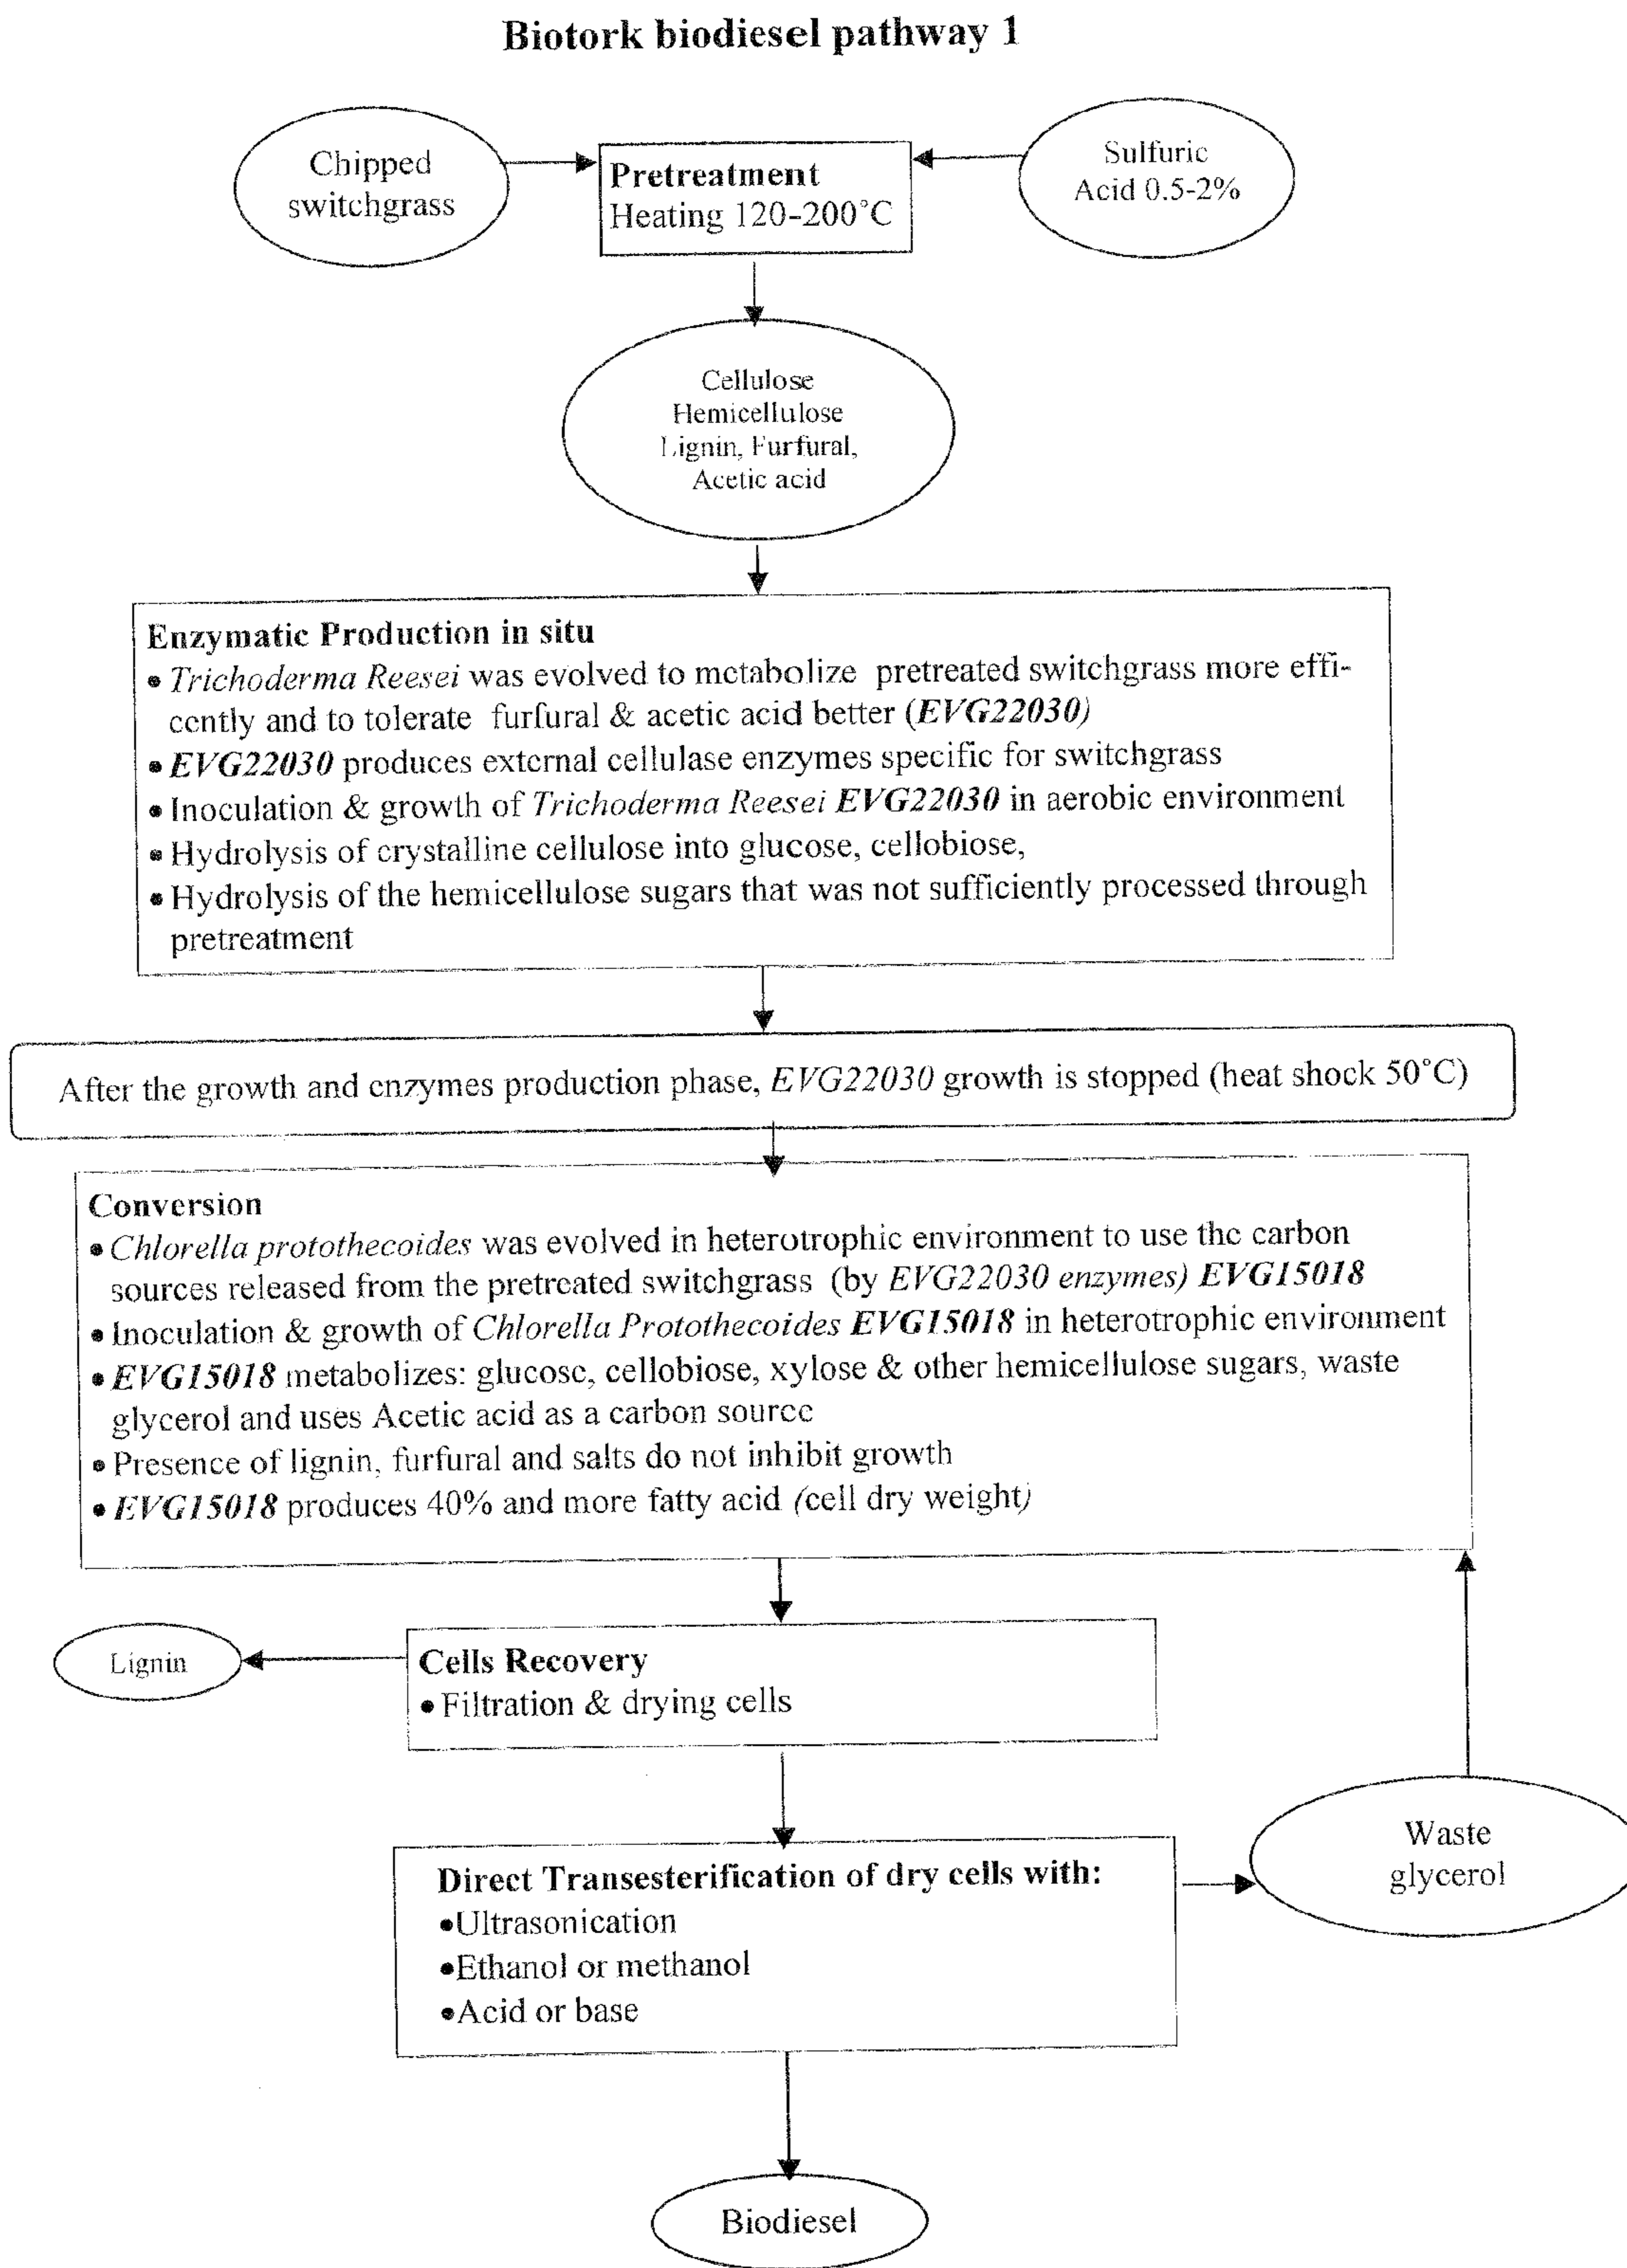 Biotork biodiesel pathway 1
Chipped
switchgrass
Pretreatment
Heating 120-200°C
Sulfuric
Acid 0.5-2%
Cellulose
Hemicellulose
Lignin, Furfural,
Acetic acid
Enzymatic Production in situ
• Trichoderma Reesei was evolved to metabolize pretreated switchgrass more effi-
cently and to tolerate furfural & acetic acid better (EVG22030)
• EVG22030 produces external cellulase enzymes specific for switchgrass
• Inoculation & growth of Trichoderma Reesei EVG22030 in aerobic environment
• Hydrolysis of crystalline cellulose into glucose, cellobiose,
• Hydrolysis of the hemicellulose sugars that was not sufficiently processed through
pretreatment
After the growth and enzymes production phase, EVG22030 growth is stopped (heat shock 50°C)
Conversion
• Chlorella protothecoides was evolved in heterotrophic environment to use the carbon
sources released from the pretreated switchgrass (by EVG22030 enzymes) EVG15018
• Inoculation & growth of Chlorella Protothecoides EVG15018 in heterotrophic environment
• EVG15018 metabolizes: glucose, cellobiose, xylose & other hemicellulose sugars, waste
glycerol and uses Acetic acid as a carbon source
• Presence of lignin, furfural and salts do not inhibit growth
• EVG15018 produces 40% and more fatty acid (cell dry weight)
Lignin
Cells Recovery
• Filtration & drying cells
Direct Transesterification of dry cells with:
•Ultrasonication
•Ethanol or methanol
•Acid or base
Waste
glycerol
Biodiesel